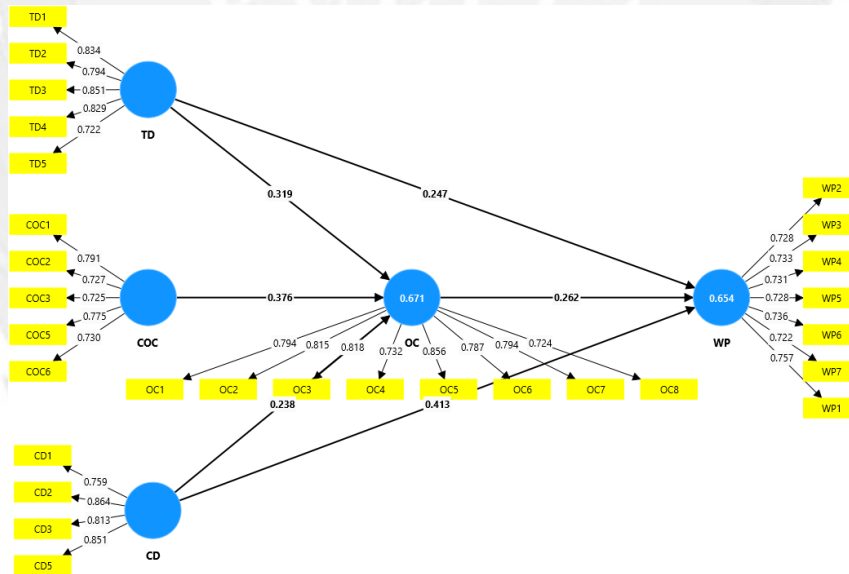 TD1
TD2
TD3
TD4
TD5
0.834
0.794
0.851
0.829
0.722
TD
0.319
0.247
COC1
COC2
COC3
COC5
COC6
0.791
0.727
0.725
0.775
0.730
COC
0.376
0.671
OC
0.262
0.654
WP
WP2
WP3
WP4
WP5
WP6
WP7
WP1
0.728
0.733
0.731
0.728
0.736
0.722
0.757
0.794
0.815
0.818
0.732
0.856
0.787
0.794
0.724
OC1
OC2
OC3
OC4
OC5
OC6
OC7
OC8
0.238
0.413
CD1
CD2
CD3
CD5
0.759
0.864
0.813
0.851
CD